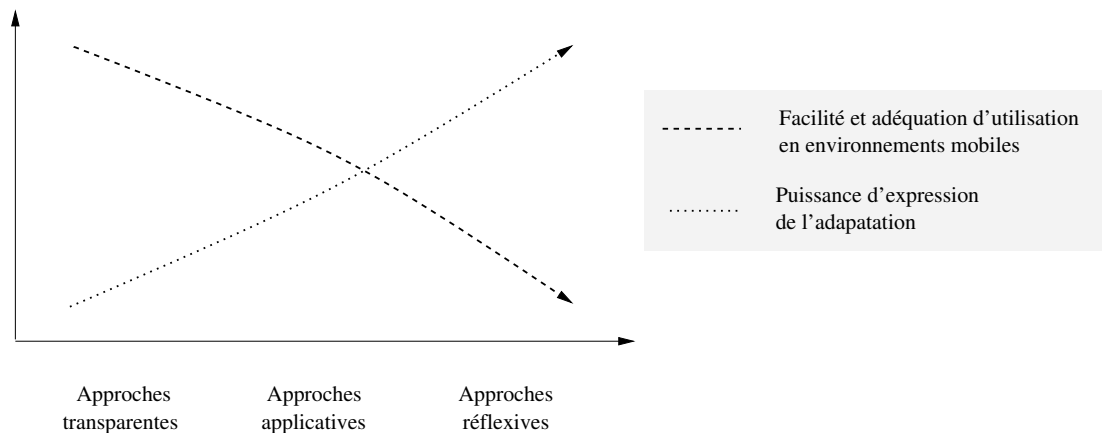 Facilité et adéquation d'utilisation
en environnements mobiles
Puissance d'expression
de l'adapatation
Approches
transparentes
Approches
applicatives
Approches
réflexives